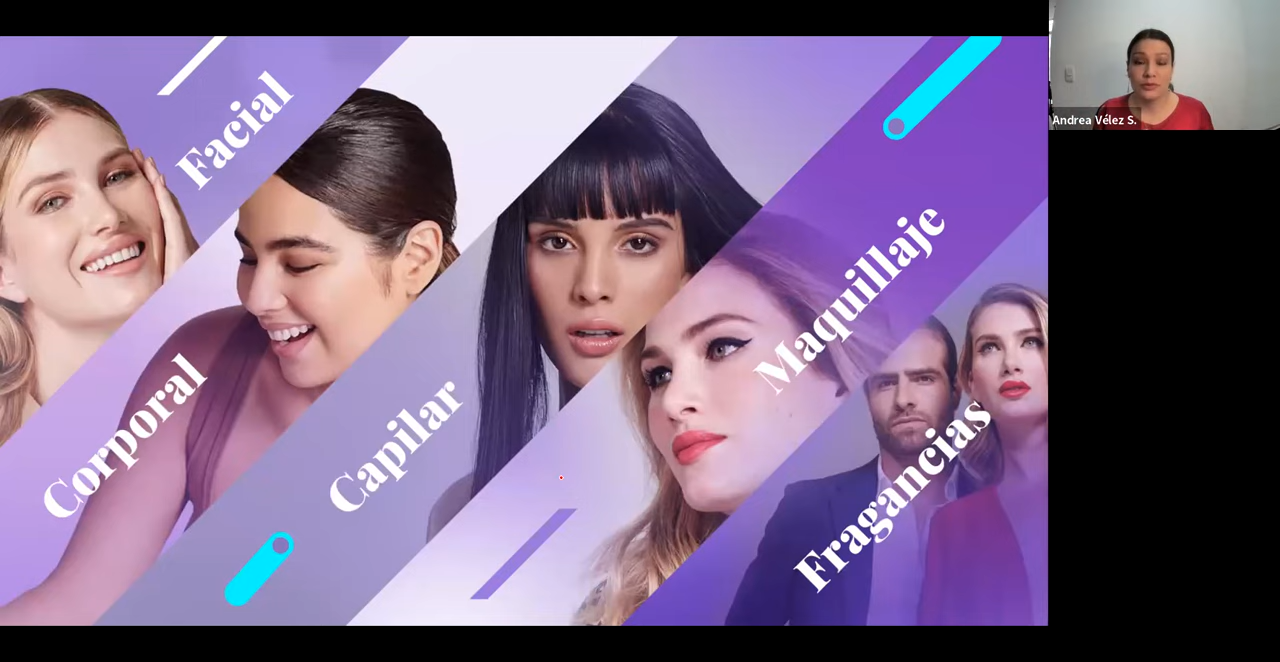 Facial
Corporal
Capilar
Maquillaje
Fragancias
Andrea Vélez S.